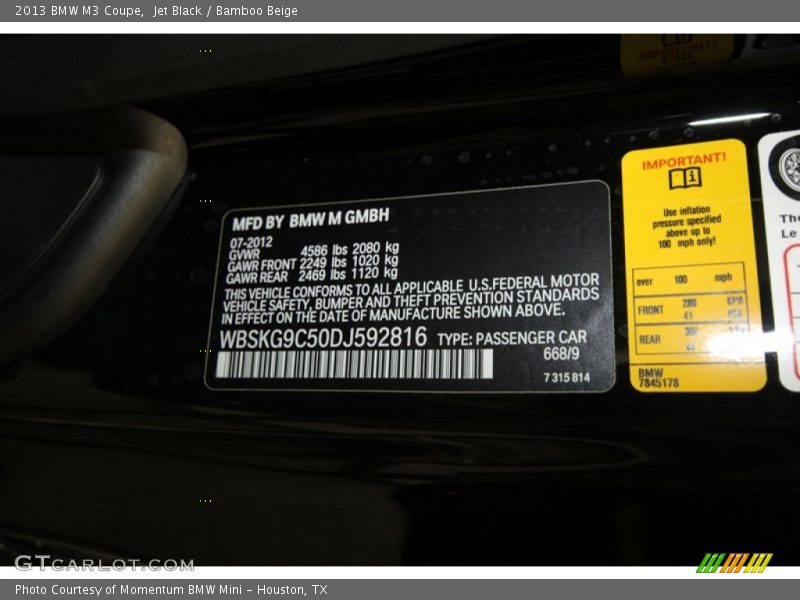 2013 BMW M3 Coupe,  Jet Black / Bamboo Beige
MFD BY BMW M GMBH
07-2012
GVWR 4586 lbs 2080 kg
GAWR FRONT 2249 lbs 1020 kg
GAWR REAR 2469 lbs 1120 kg
THIS VEHICLE CONFORMS TO ALL APPLICABLE U.S.FEDERAL MOTOR
VEHICLE SAFETY, BUMPER AND THEFT PREVENTION STANDARDS
IN EFFECT ON THE DATE OF MANUFACTURE SHOWN ABOVE.
WBSKG9C50DJ592816 TYPE: PASSENGER CAR
668/9
7 315 814
IMPORTANT!
Use inflation
pressure specified
above up to
100 mph only!
over 100 mph
FRONT 280 KPA
41 PSI
REAR
BMW
7845178
Le
GTCARLOT.COM
Photo Courtesy of Momentum BMW Mini - Houston, TX